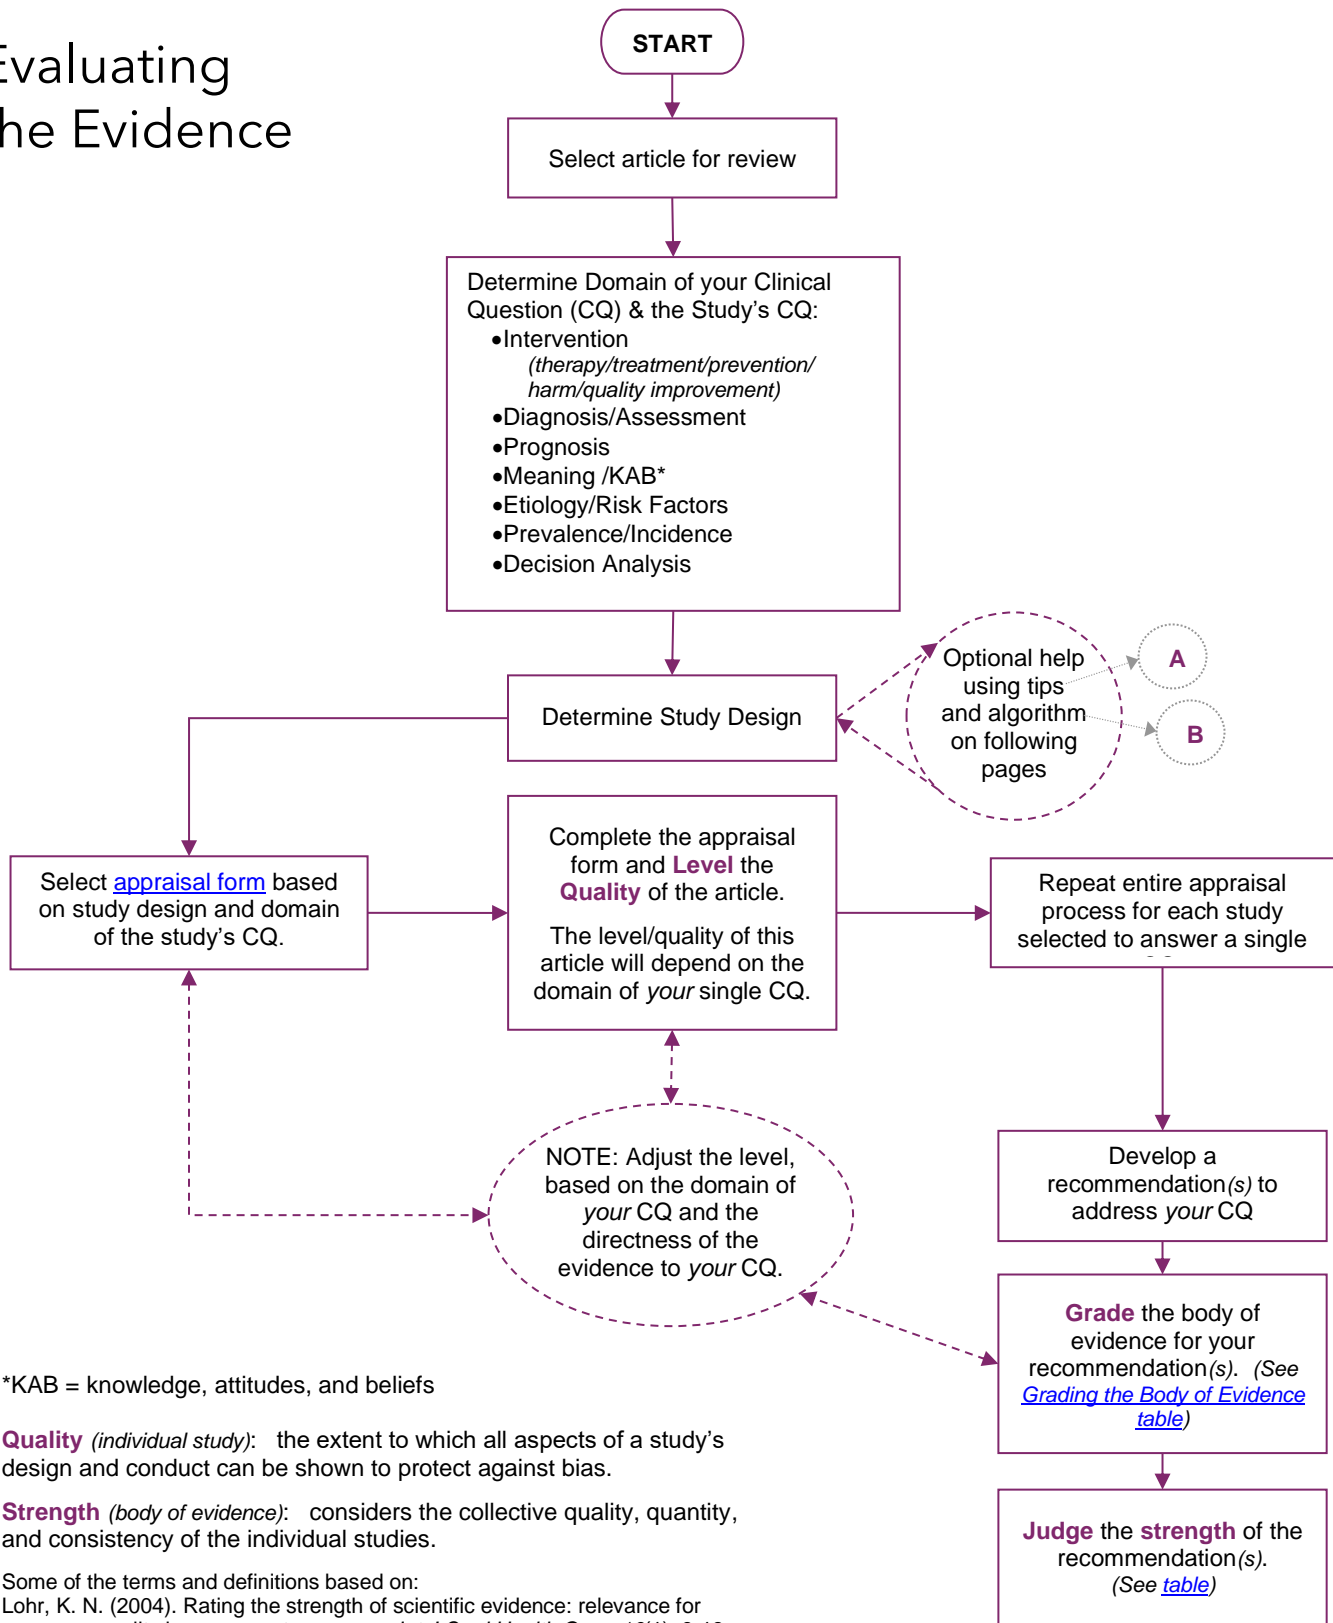 START
Evaluating
the Evidence
Select article for review
Determine Domain of your Clinical
Question (CQ) & the Study's CQ:
•Intervention
(therapy/treatment/prevention/
harm/quality improvement)
•Diagnosis/Assessment
•Prognosis
•Meaning /KAB*
•Etiology/Risk Factors
•Prevalence/Incidence
•Decision Analysis
Optional help
using tips
and algorithm
on following
pages
A
B
Determine Study Design
Select appraisal form based
on study design and domain
of the study's CQ.
Complete the appraisal
form and Level the
Quality of the article.
The level/quality of this
article will depend on the
domain of your single CQ.
Repeat entire appraisal
process for each study
selected to answer a single
NOTE: Adjust the level,
based on the domain of
your CQ and the
directness of the
evidence to your CQ.
Develop a
recommendation(s) to
address your CQ
Grade the body of
evidence for your
recommendation(s). (See
Grading the Body of Evidence
table)
Judge the strength of the
recommendation(s).
(See table)
*KAB = knowledge, attitudes, and beliefs
Quality (individual study): the extent to which all aspects of a study's
design and conduct can be shown to protect against bias.
Strength (body of evidence): considers the collective quality, quantity,
and consistency of the individual studies.
Some of the terms and definitions based on:
Lohr, K. N. (2004). Rating the strength of scientific evidence: relevance for